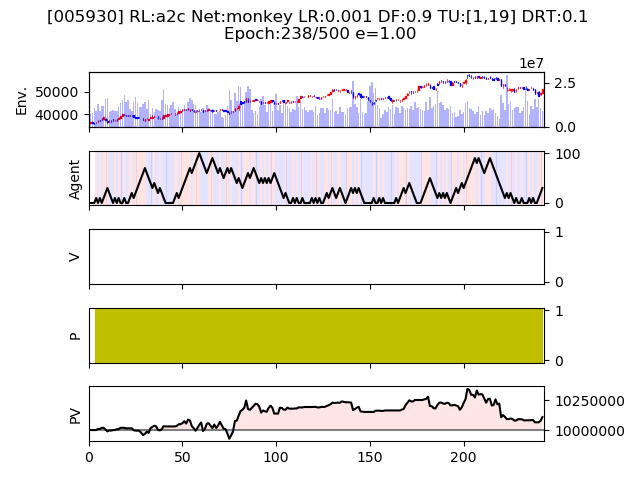 [005930] RL:a2c Net:monkey LR:0.001 DF:0.9 TU:[1,19] DRT:0.1
Epoch:238/500 e=1.00
1e7
Env.
50000
40000
2.5
0.0
Agent
100
0
V
1
0
P
1
0
PV
10250000
10000000
0 50 100 150 200